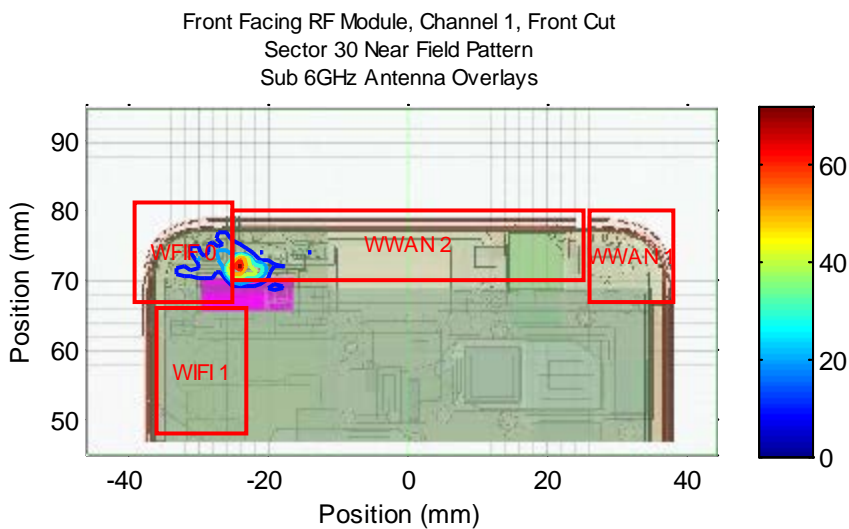 Front Facing RF Module, Channel 1, Front Cut
Sector 30 Near Field Pattern
Sub 6GHz Antenna Overlays
90
80
70
60
50
Position (mm)
-40
-20
0
20
40
Position (mm)
WIFI 0
WWAN 2
WWAN 1
WIFI 1
60
40
20
0